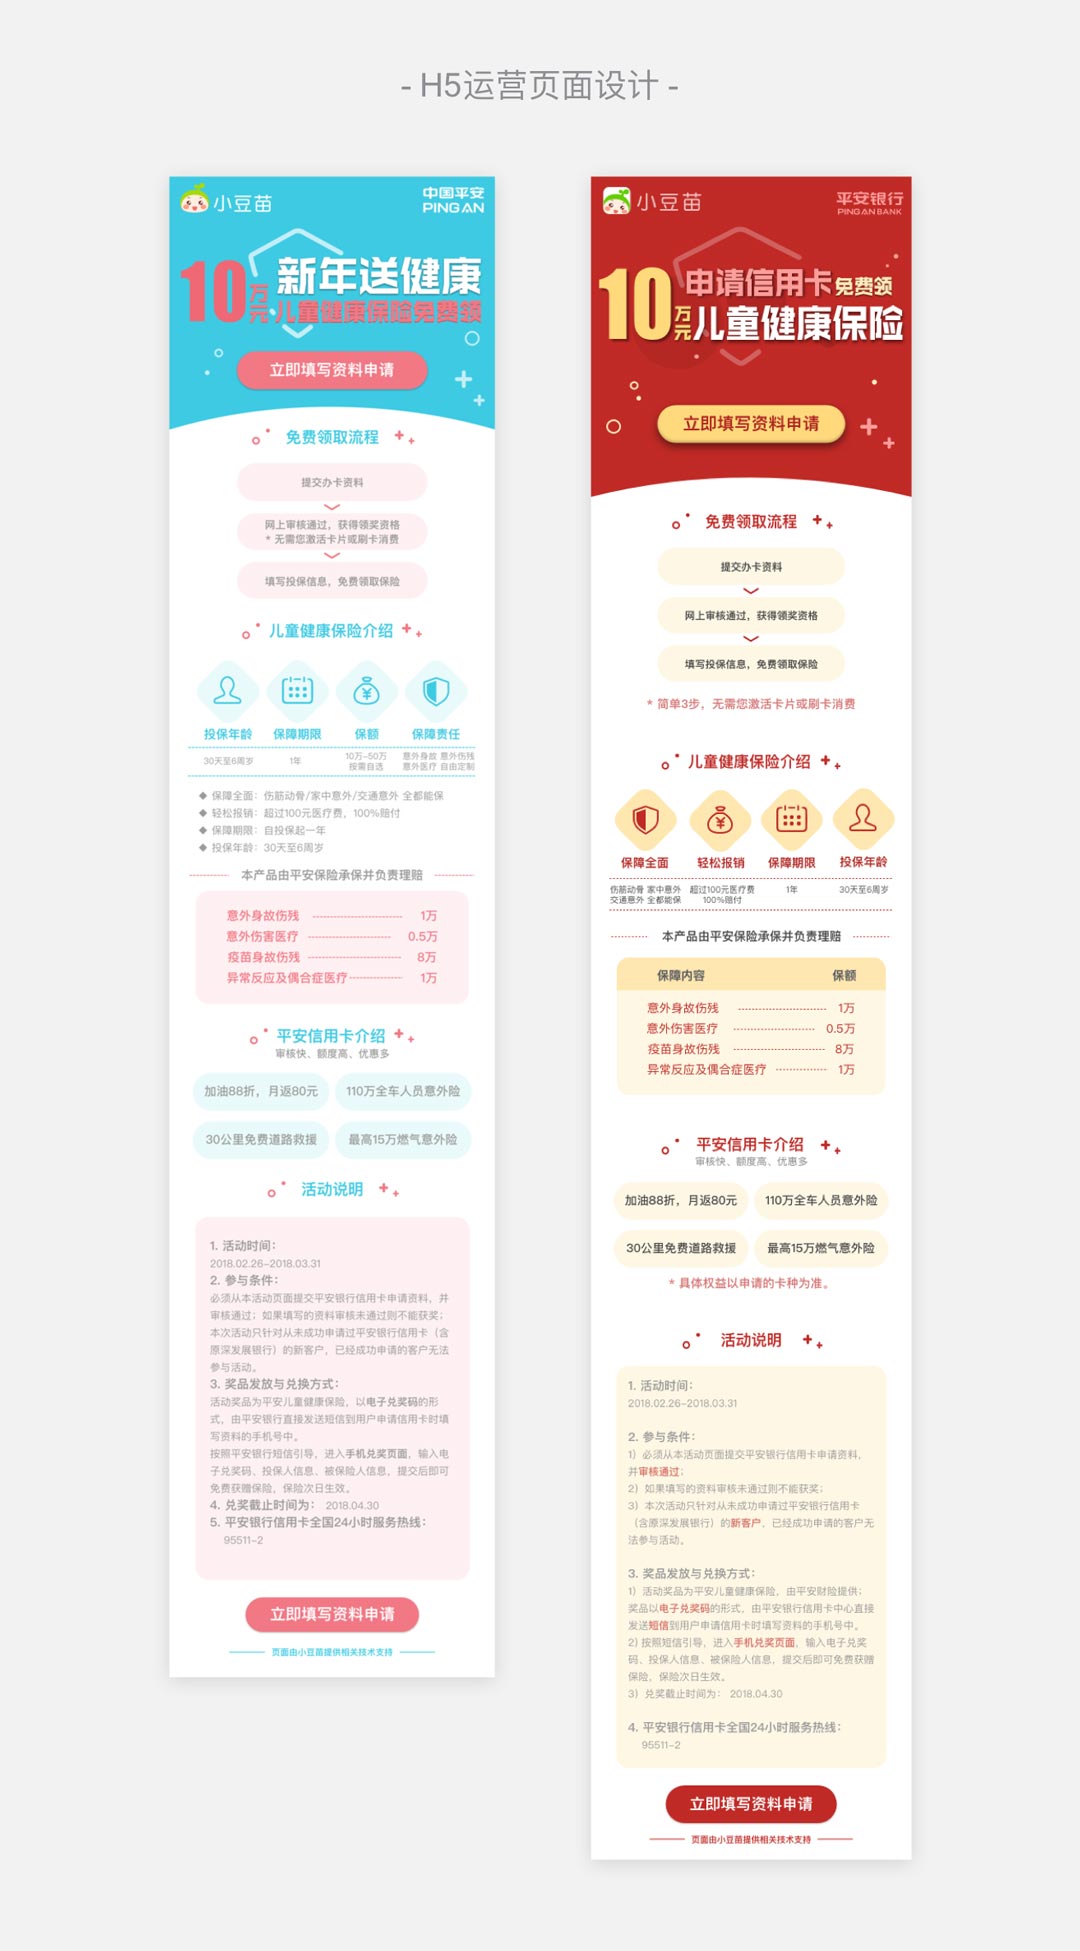 - H5运营页面设计 -
小豆苗
中国平安
PING AN
10万元
新年送健康
儿童健康保险免费领
立即填写资料申请
免费领取流程
提交办卡资料
网上审核通过，获得领奖资格
* 无需您激活卡片或刷卡消费
填写投保信息，免费领取保险
儿童健康保险介绍
投保年龄 保障期限 保额 保障责任
30天至6周岁 1年 10万-50万 意外身故 意外伤残
按需自选 意外医疗 自由定制
◆ 保障全面：伤筋动骨/家中意外/交通意外 全都能保
◆ 轻松报销：超过100元医疗费，100%赔付
◆ 保障期限：自投保起一年
◆ 投保年龄：30天至6周岁
本产品由平安保险承保并负责理赔
意外身故伤残 1万
意外伤害医疗 0.5万
疫苗身故伤残 8万
异常反应及偶合症医疗 1万
平安信用卡介绍
审核快、额度高、优惠多
加油88折，月返80元 110万全车人员意外险
30公里免费道路救援 最高15万燃气意外险
活动说明
1. 活动时间：
2018.02.26-2018.03.31
2. 参与条件：
必须从本活动页面提交平安银行信用卡申请资料，并
审核通过；如果填写的资料审核未通过则不能获奖；
本次活动只针对从未成功申请过平安银行信用卡（含
原深发展银行）的新客户，已经成功申请的客户无法
参与活动。
3. 奖品发放与兑换方式：
活动奖品为平安儿童健康保险，以电子兑奖码的形
式，由平安银行直接发送短信到用户申请信用卡时填
写资料的手机号中。
按照平安银行短信引导，进入手机兑奖页面，输入电
子兑奖码、投保人信息、被保险人信息，提交后即可
免费获赠保险，保险次日生效。
4. 兑奖截止时间为： 2018.04.30
5. 平安银行信用卡全国24小时服务热线：
95511-2
立即填写资料申请
页面由小豆苗提供相关技术支持
小豆苗
平安银行
PING AN BANK
10万元
申请信用卡免费领
儿童健康保险
立即填写资料申请
免费领取流程
提交办卡资料
网上审核通过，获得领奖资格
填写投保信息，免费领取保险
* 简单3步，无需您激活卡片或刷卡消费
儿童健康保险介绍
保障全面 轻松报销 保障期限 投保年龄
伤筋动骨 家中意外 超过100元医疗费 1年 30天至6周岁
交通意外 全都能保 100%赔付
本产品由平安保险承保并负责理赔
保障内容 保额
意外身故伤残 1万
意外伤害医疗 0.5万
疫苗身故伤残 8万
异常反应及偶合症医疗 1万
平安信用卡介绍
审核快、额度高、优惠多
加油88折，月返80元 110万全车人员意外险
30公里免费道路救援 最高15万燃气意外险
* 具体权益以申请的卡种为准。
活动说明
1. 活动时间：
2018.02.26-2018.03.31
2. 参与条件：
1）必须从本活动页面提交平安银行信用卡申请资料，
并审核通过；
2）如果填写的资料审核未通过则不能获奖；
3）本次活动只针对从未成功申请过平安银行信用卡
（含原深发展银行）的新客户，已经成功申请的客户无
法参与活动。
3. 奖品发放与兑换方式：
1）活动奖品为平安儿童健康保险，由平安财险提供；
奖品以电子兑奖码的形式，由平安银行信用卡中心直接
发送短信到用户申请信用卡时填写资料的手机号中。
2）按照短信引导，进入手机兑奖页面，输入电子兑奖
码、投保人信息、被保险人信息，提交后即可免费获赠
保险，保险次日生效。
3）兑奖截止时间为： 2018.04.30
4. 平安银行信用卡全国24小时服务热线：
95511-2
立即填写资料申请
页面由小豆苗提供相关技术支持